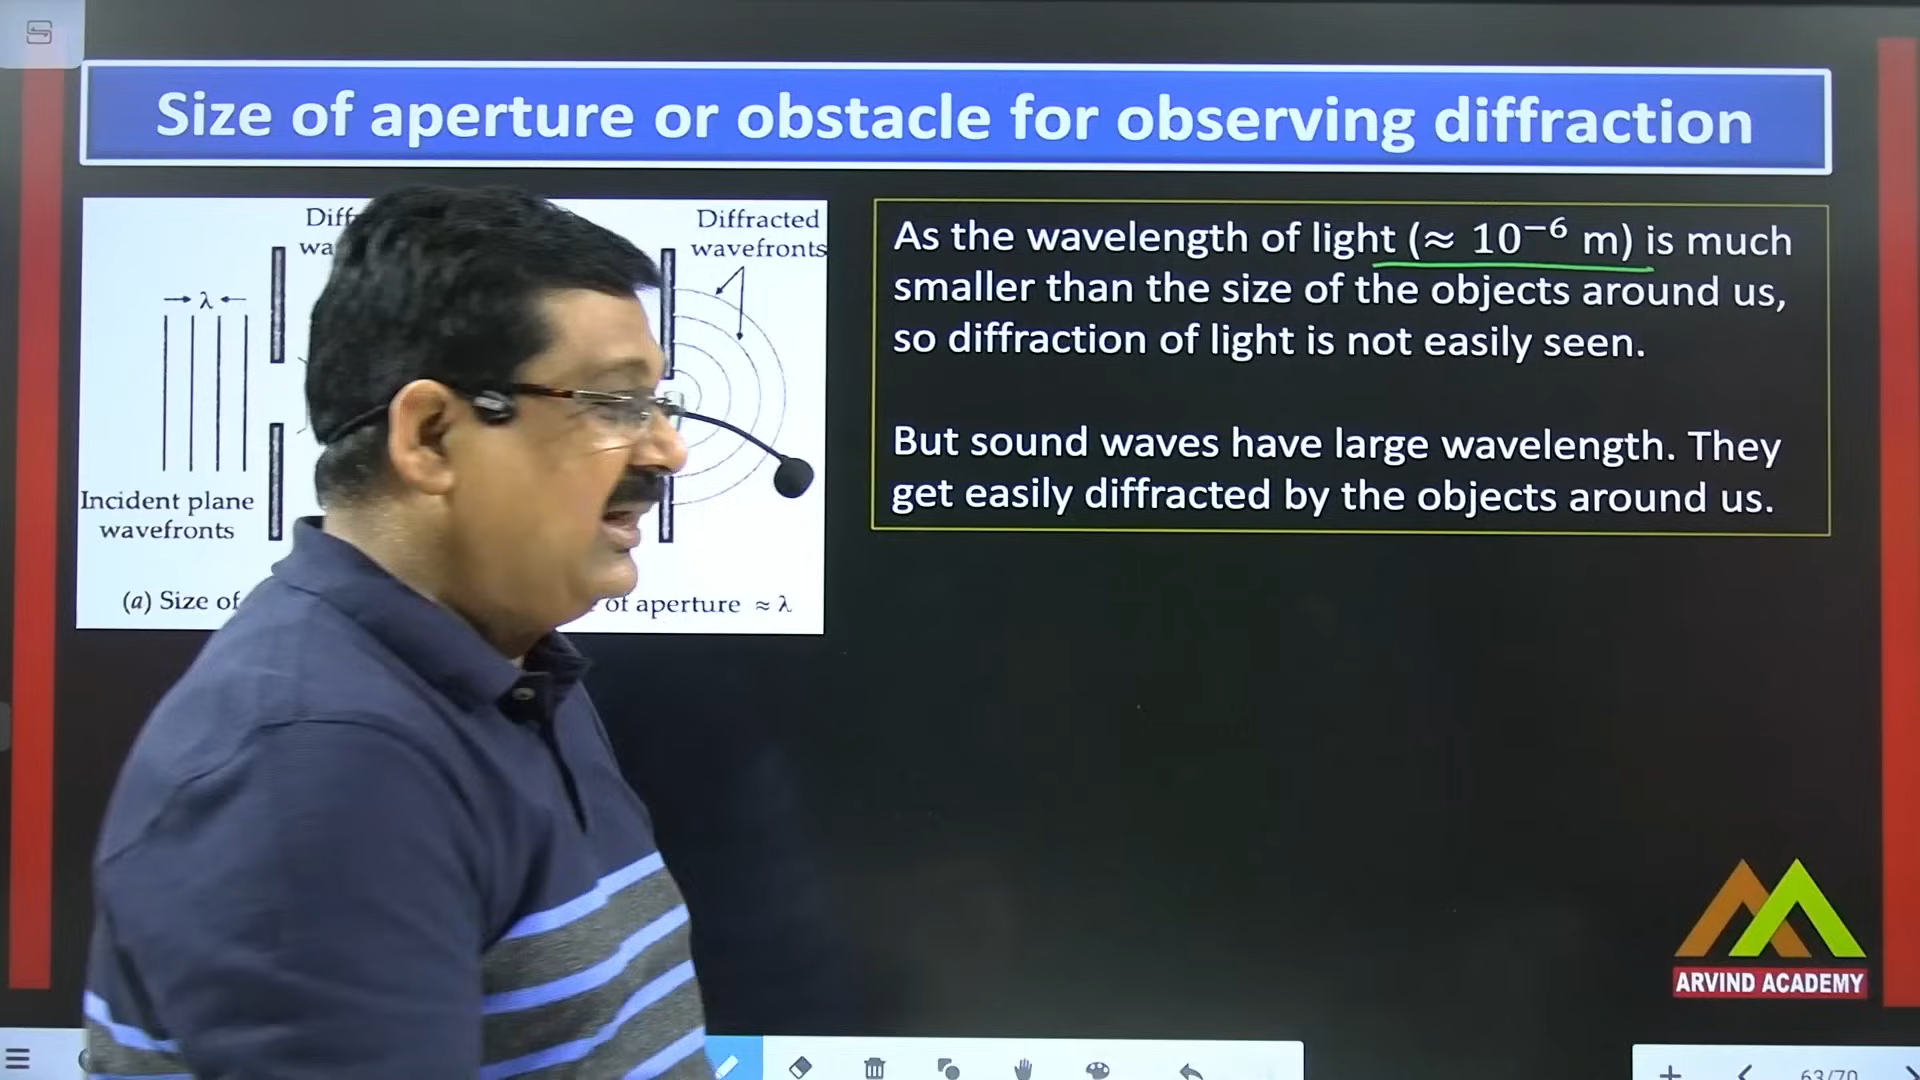 Size of aperture or obstacle for observing diffraction
Diffracted
wavefronts
→ λ ←
Incident plane
wavefronts
(a) Size of
of aperture ≈ λ
As the wavelength of light (≈ 10⁻⁶ m) is much
smaller than the size of the objects around us,
so diffraction of light is not easily seen.
But sound waves have large wavelength. They
get easily diffracted by the objects around us.
ARVIND ACADEMY
63/70